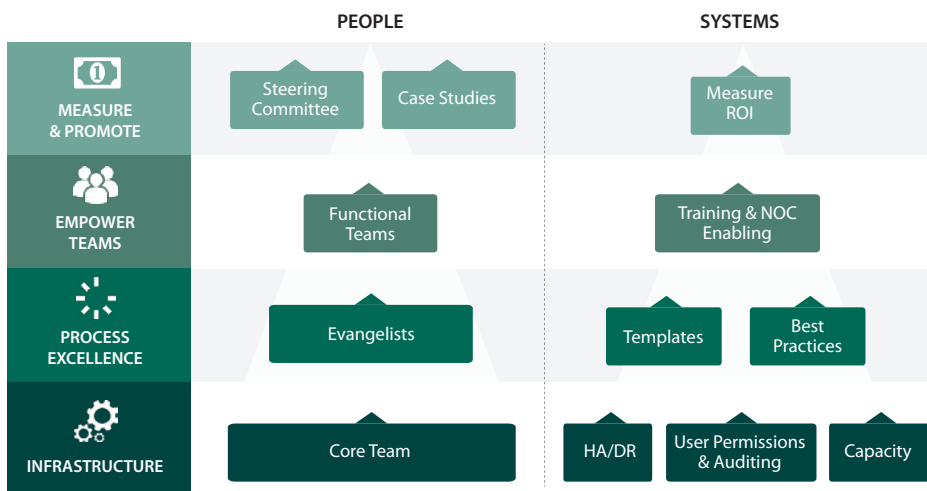 PEOPLE
SYSTEMS
MEASURE
& PROMOTE
Steering
Committee
Case Studies
Measure
ROI
EMPOWER
TEAMS
Functional
Teams
Training & NOC
Enabling
PROCESS
EXCELLENCE
Evangelists
Templates
Best
Practices
INFRASTRUCTURE
Core Team
HA/DR
User Permissions
& Auditing
Capacity